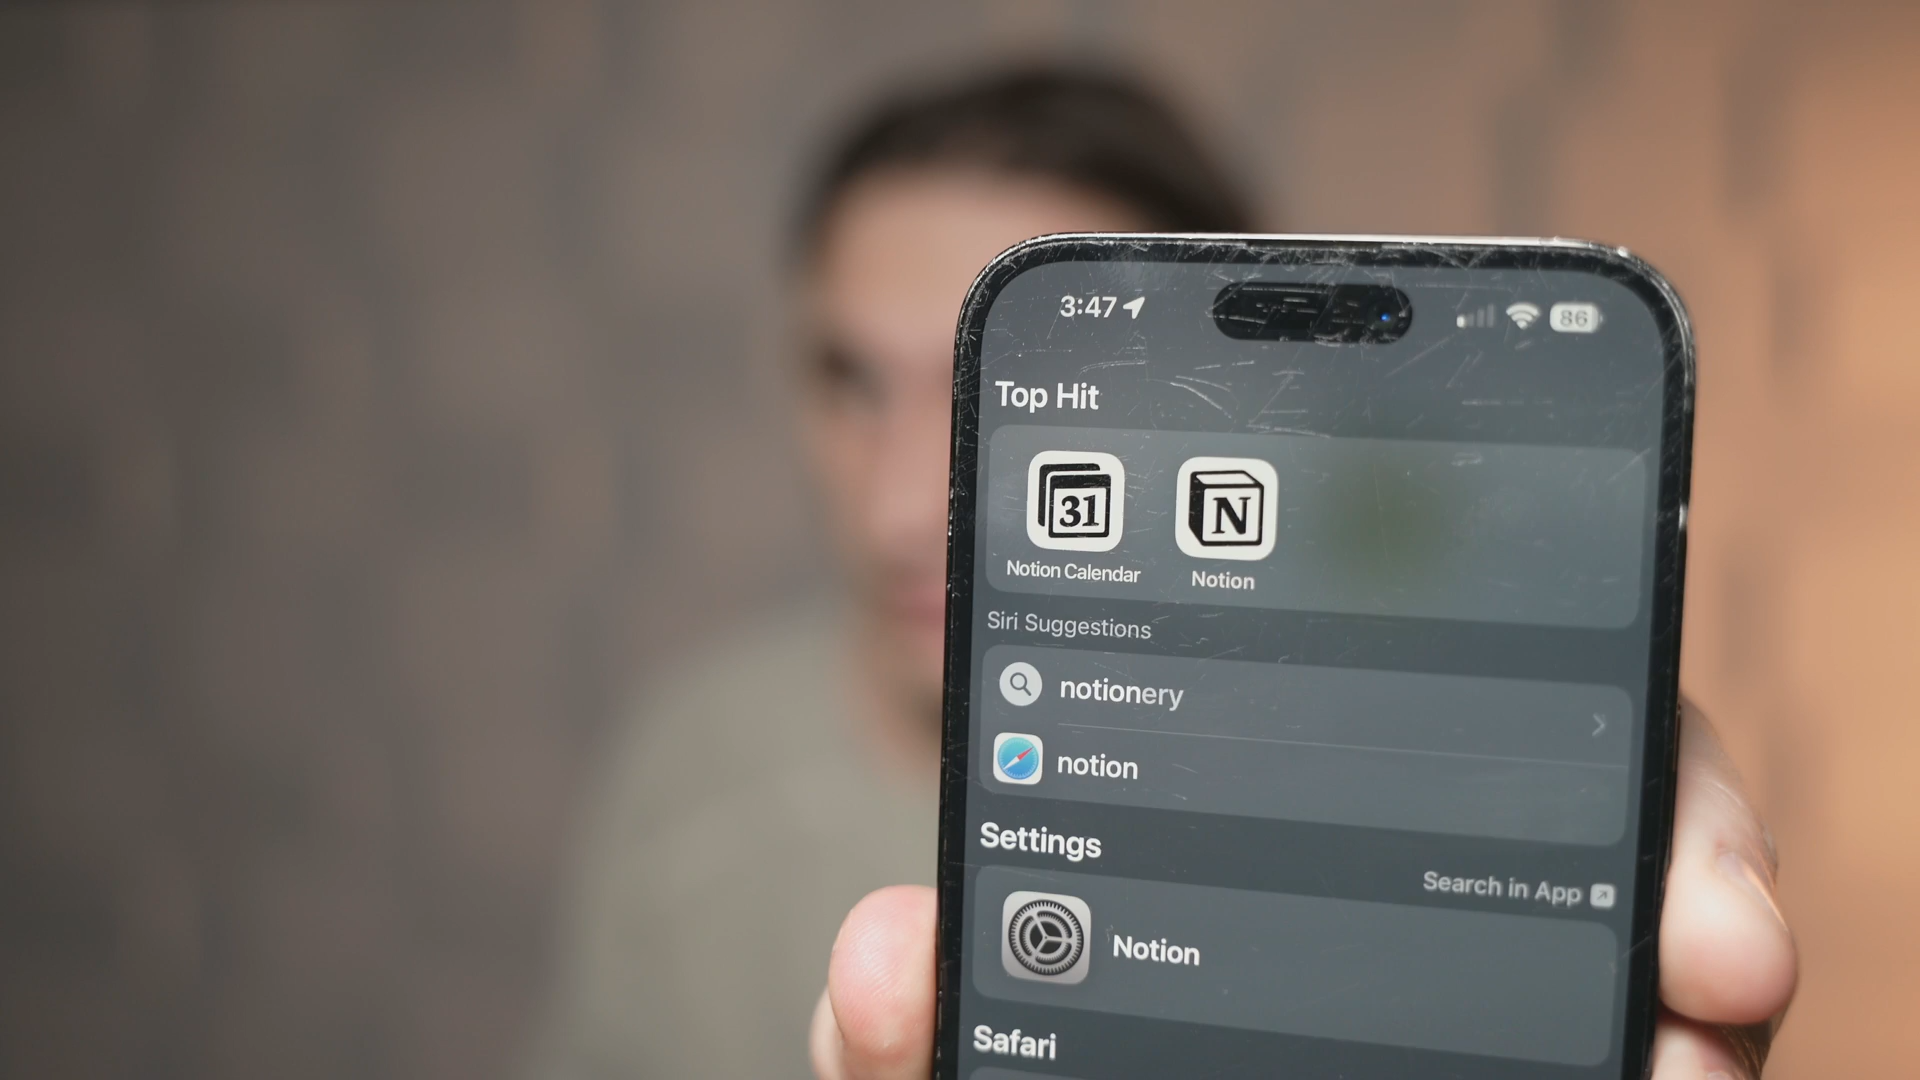 3:47
86
Top Hit
31
N
Notion Calendar
Notion
Siri Suggestions
notionery
notion
Settings
Search in App
Notion
Safari